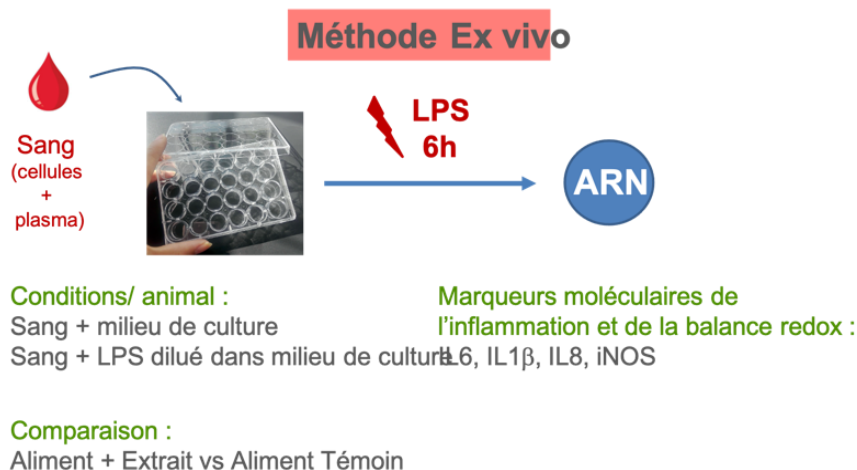 Méthode Ex vivo
LPS
6h
Sang
(cellules
+
plasma)
ARN
Conditions/ animal :
Sang + milieu de culture
Sang + LPS dilué dans milieu de culture
Marqueurs moléculaires de
l'inflammation et de la balance redox :
IL6, IL1β, IL8, iNOS
Comparaison :
Aliment + Extrait vs Aliment Témoin